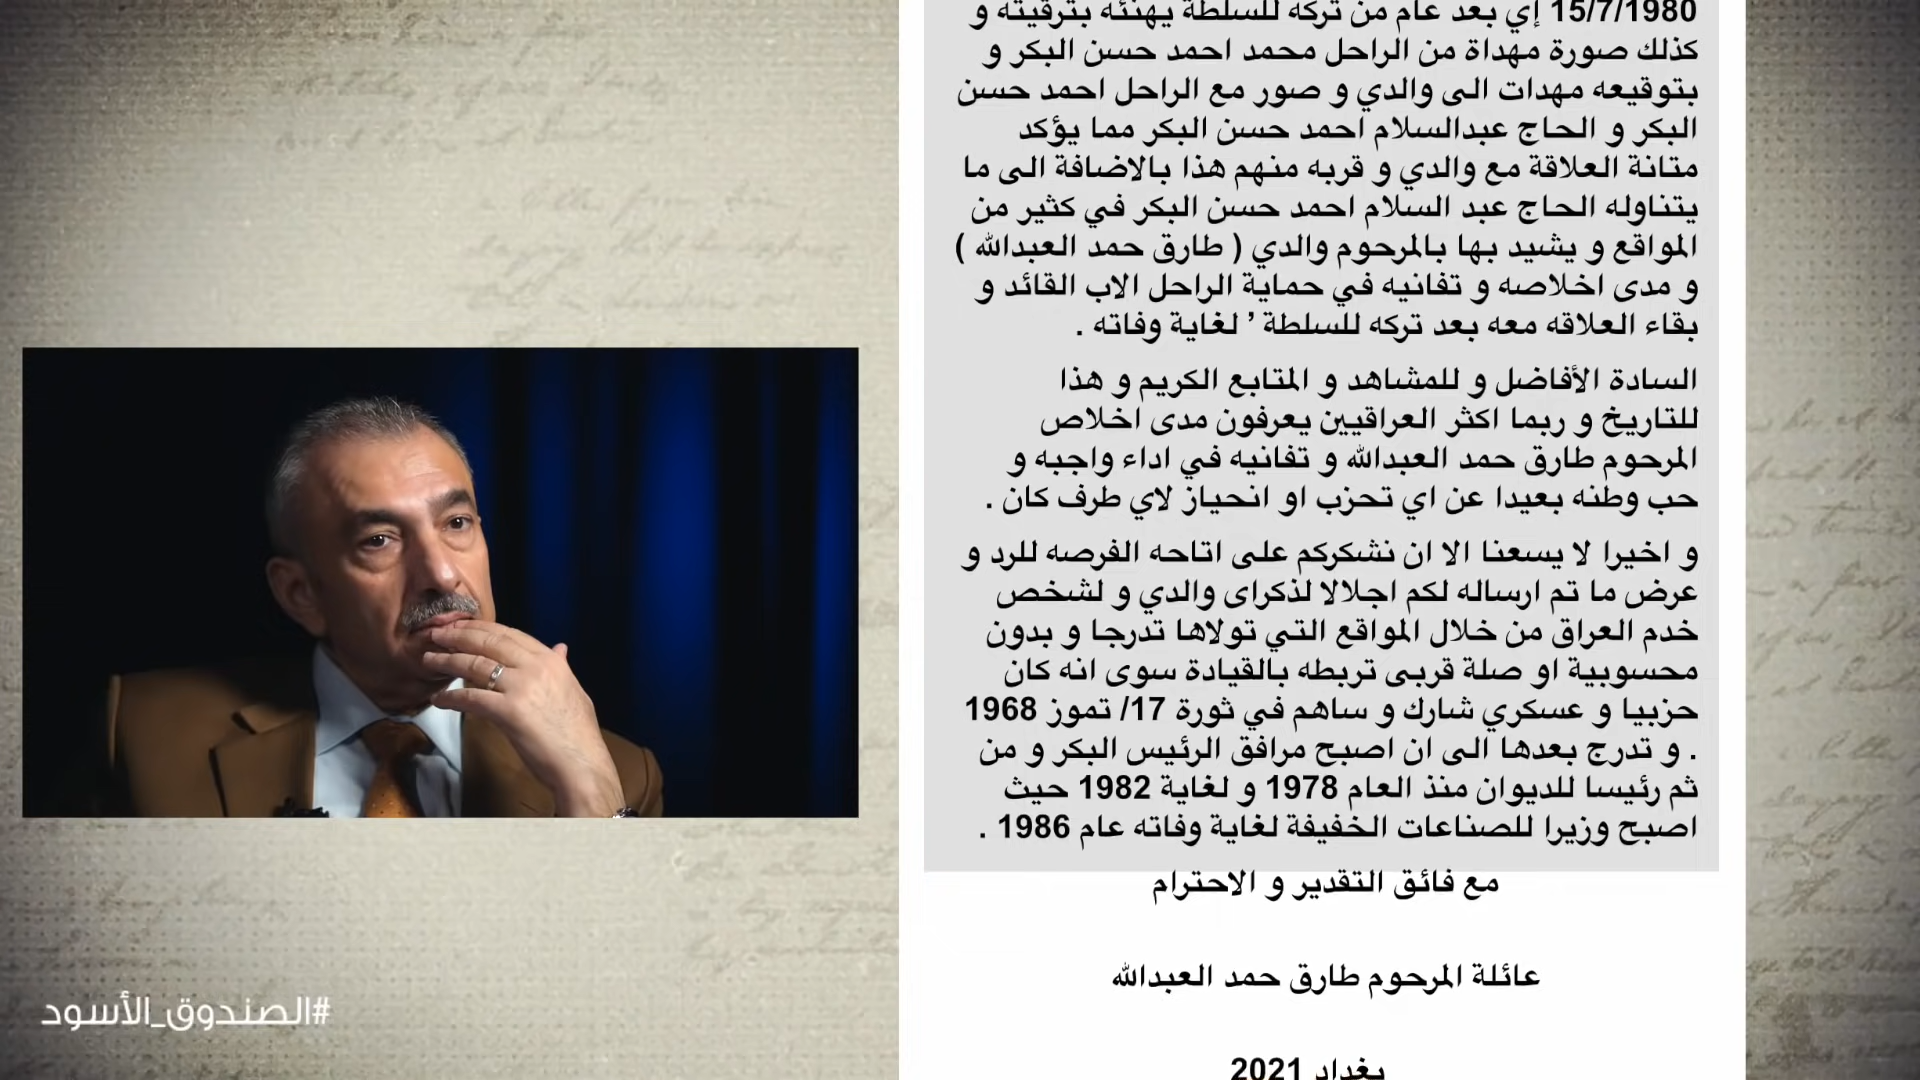 15/7/1980 إي بعد عام من تركه للسلطة يهنئه بترقيته و
كذلك صورة مهداة من الراحل محمد احمد حسن البكر و
بتوقيعه مهدات الى والدي و صور مع الراحل احمد حسن
البكر و الحاج عبدالسلام احمد حسن البكر مما يؤكد
متانة العلاقة مع والدي و قربه منهم هذا بالاضافة الى ما
يتناوله الحاج عبد السلام احمد حسن البكر في كثير من
المواقع و يشيد بها بالمرحوم والدي ( طارق حمد العبدالله )
و مدى اخلاصه و تفانيه في حماية الراحل الاب القائد و
بقاء العلاقه معه بعد تركه للسلطة ’ لغاية وفاته .
السادة الأفاضل و للمشاهد و المتابع الكريم و هذا
للتاريخ و ربما اكثر العراقيين يعرفون مدى اخلاص
المرحوم طارق حمد العبدالله و تفانيه في اداء واجبه و
حب وطنه بعيدا عن اي تحزب او انحياز لاي طرف كان .
و اخيرا لا يسعنا الا ان نشكركم على اتاحه الفرصه للرد و
عرض ما تم ارساله لكم اجلالا لذكراى والدي و لشخص
خدم العراق من خلال المواقع التي تولاها تدرجا و بدون
محسوبية او صلة قربى تربطه بالقيادة سوى انه كان
حزبيا و عسكري شارك و ساهم في ثورة 17/ تموز 1968
. و تدرج بعدها الى ان اصبح مرافق الرئيس البكر و من
ثم رئيسا للديوان منذ العام 1978 و لغاية 1982 حيث
اصبح وزيرا للصناعات الخفيفة لغاية وفاته عام 1986 .
مع فائق التقدير و الاحترام
عائلة المرحوم طارق حمد العبدالله
بغداد 2021
#الصندوق_الأسود